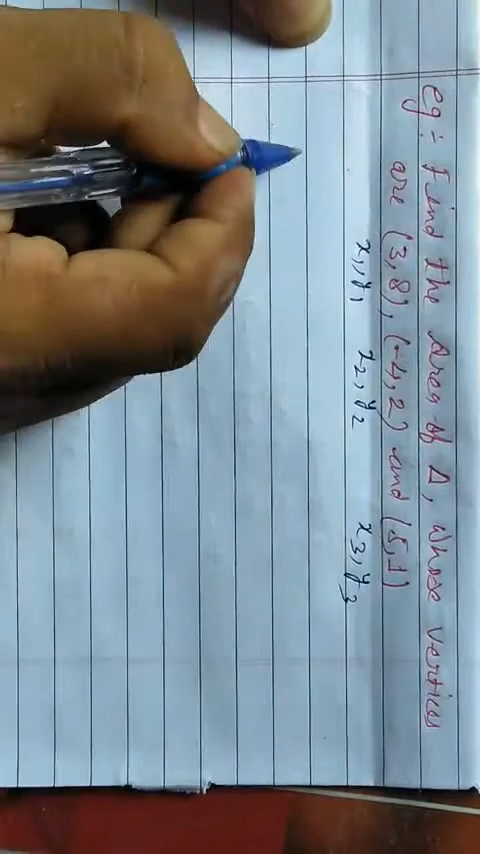 eg:- Find the Area of Δ, whose vertices
are (3,8), (-4,2) and (5,1)
x₁,y₁ x₂,y₂ x₃,y₃